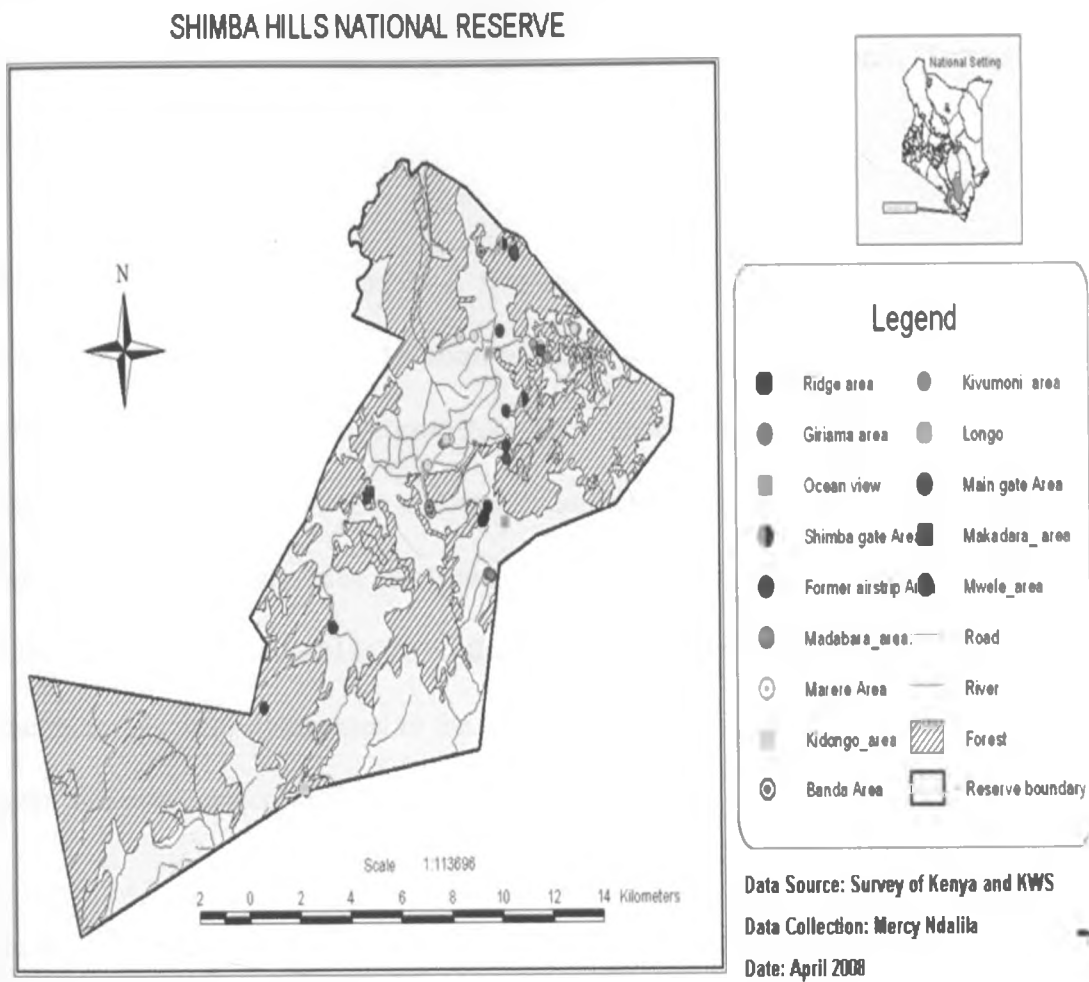 SHIMBA HILLS NATIONAL RESERVE
National Setting
N
Legend
Ridge area
Kivumoni area
Giriama area
Longo
Ocean view
Main gate Area
Shimba gate Area
Makadara_ area
Former airstrip A
Mwele_area
Madabara_area.
Road
Marere Area
River
Kidongo_area
Forest
Banda Area
Reserve boundary
Scale 1:113696
2 0 2 4 6 8 10 12 14 Kilometers
Data Source: Survey of Kenya and KWS
Data Collection: Mercy Ndalila
Date: April 2008